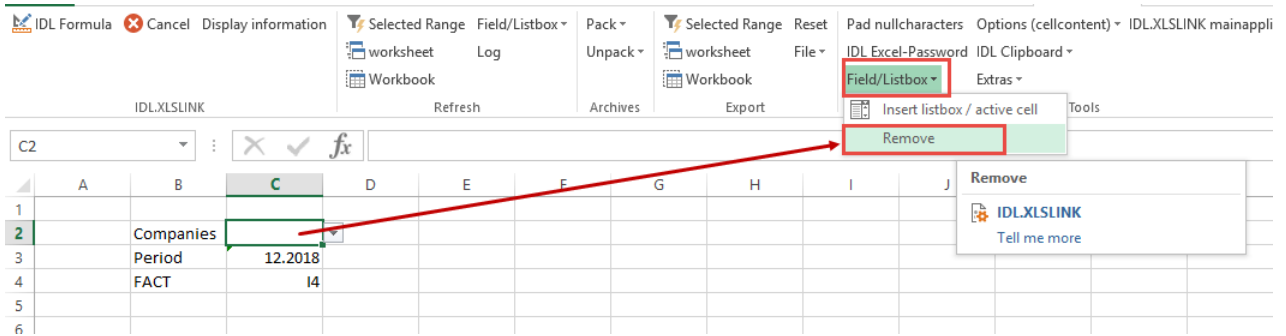 IDL Formula Cancel Display information Selected Range Field/Listbox Pack Selected Range Reset Pad nullcharacters Options (cellcontent) IDL.XLSLINK mainappli
worksheet Log Unpack worksheet File IDL Excel-Password IDL Clipboard
Workbook Workbook Field/Listbox Extras
IDL.XLSLINK Refresh Archives Export Tools
Insert listbox / active cell
Remove
C2 fx
Remove
IDL.XLSLINK
Tell me more
A B C D E F G H I J
1
2 Companies
3 Period 12.2018
4 FACT I4
5
6